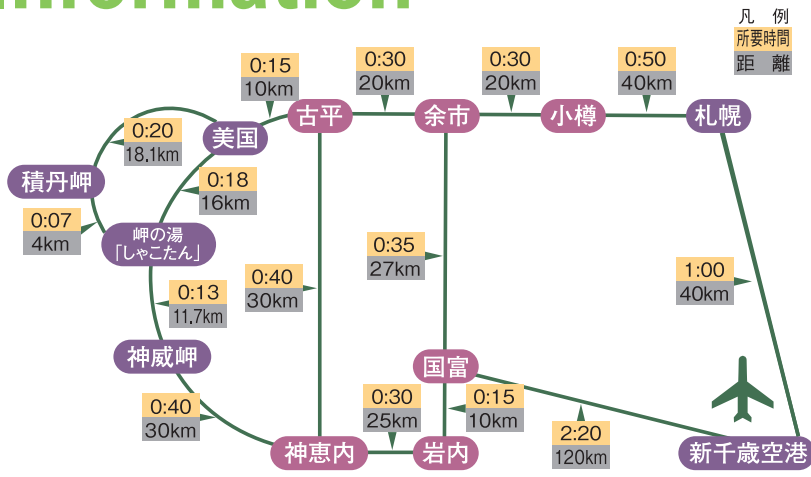 Information
凡 例
所要時間
距 離
0:15
10km
0:30
20km
0:30
20km
0:50
40km
古平
余市
小樽
札幌
美国
0:20
18.1km
積丹岬
0:18
16km
0:07
4km
岬の湯
「しゃこたん」
0:13
11.7km
0:40
30km
0:35
27km
1:00
40km
神威岬
国富
0:40
30km
0:30
25km
0:15
10km
2:20
120km
神恵内
岩内
新千歳空港